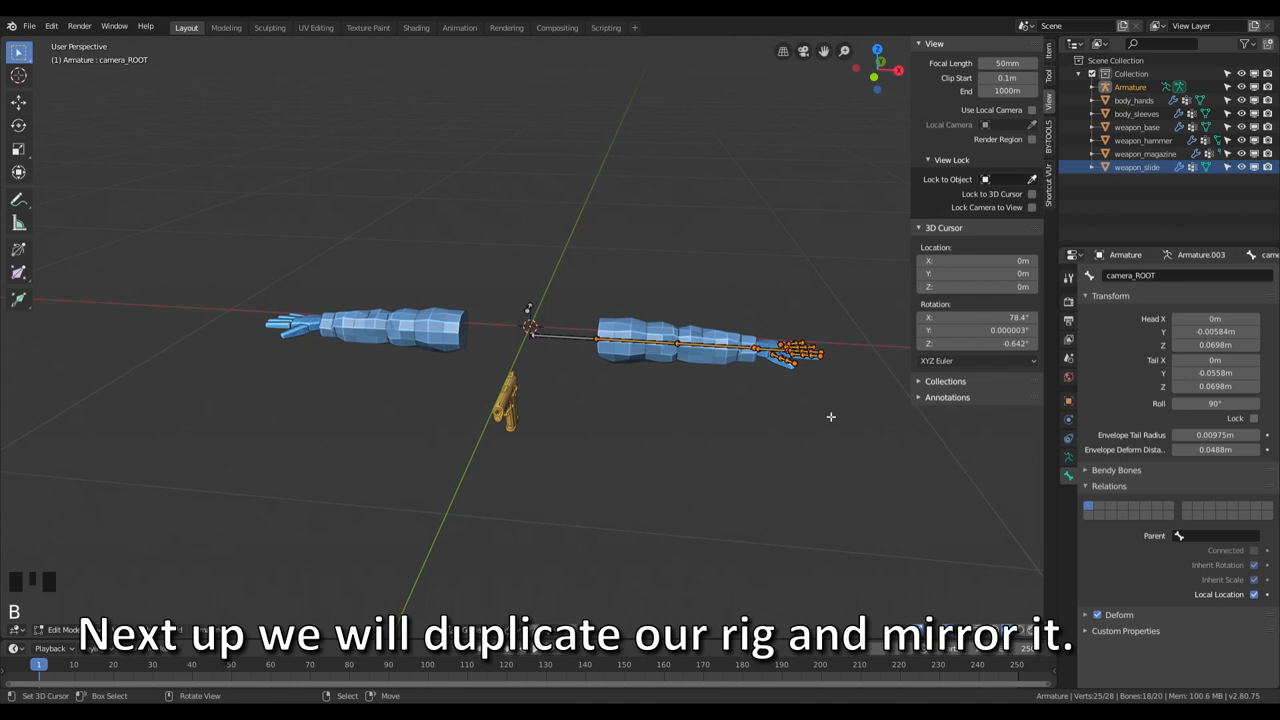 File Edit Render Window Help Layout Modeling Sculpting UV Editing Texture Paint Shading Animation Rendering Compositing Scripting + Scene View Layer
User Perspective
(1) Armature : camera_ROOT
View
Focal Length 50mm
Clip Start 0.1m
End 1000m
Use Local Camera
Local Camera
Render Region
View Lock
Lock to Object
Lock to 3D Cursor
Lock Camera to View
3D Cursor
Location:
X: 0m
Y: 0m
Z: 0m
Rotation:
X: 78.4°
Y: 0.000003°
Z: -0.642°
XYZ Euler
Collections
Annotations
Item
Tool
View
BY-TOOLS
Shortcut VUr
Scene Collection
Collection
Armature
body_hands
body_sleeves
weapon_base
weapon_hammer
weapon_magazine
weapon_slide
Armature Armature.003
camera_ROOT
Transform
Head X 0m
Y -0.00584m
Z 0.0698m
Tail X 0m
Y -0.0558m
Z 0.0698m
Roll 90°
Lock
Envelope Tail Radius 0.00975m
Envelope Deform Dista.. 0.0488m
Bendy Bones
Relations
Parent
Connected
Inherit Rotation
Inherit Scale
Local Location
Deform
Custom Properties
B
Next up we will duplicate our rig and mirror it.
Playback
1 10 20 30 40 50 60 70 80 90 100 110 120 130 140 150 160 170 180 190 200 210 220 230 240 250
Set 3D Cursor Box Select Rotate View Select Move Armature | Verts:25/28 | Bones:18/20 | Mem: 100.6 MB | v2.80.75